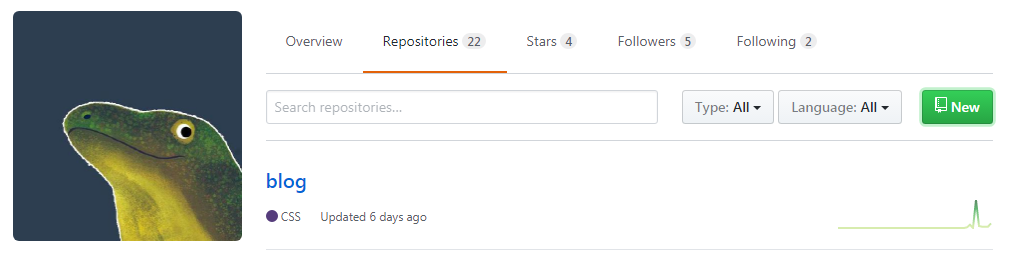 Overview Repositories 22 Stars 4 Followers 5 Following 2
Search repositories... Type: All Language: All New
blog
CSS Updated 6 days ago